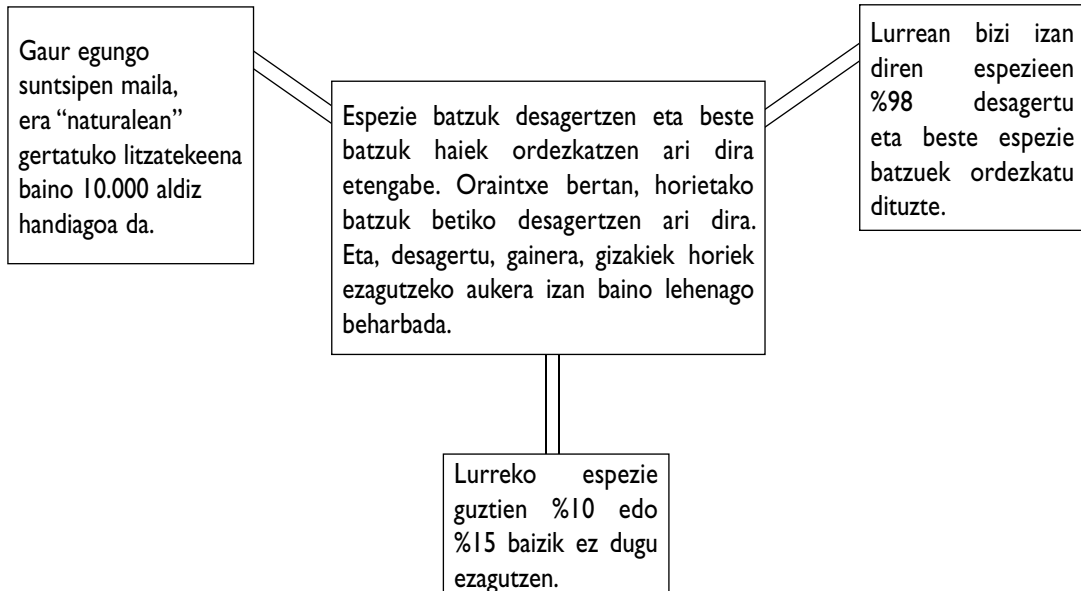 Gaur egungo
suntsipen maila,
era “naturalean”
gertatuko litzatekeena
baino 10.000 aldiz
handiagoa da.
Espezie batzuk desagertzen eta beste
batzuk haiek ordezkatzen ari dira
etengabe. Oraintxe bertan, horietako
batzuk betiko desagertzen ari dira.
Eta, desagertu, gainera, gizakiek horiek
ezagutzeko aukera izan baino lehenago
beharbada.
Lurrean bizi izan
diren espezieen
%98 desagertu
eta beste espezie
batzuek ordezkatu
dituzte.
Lurreko espezie
guztien %10 edo
%15 baizik ez dugu
ezagutzen.